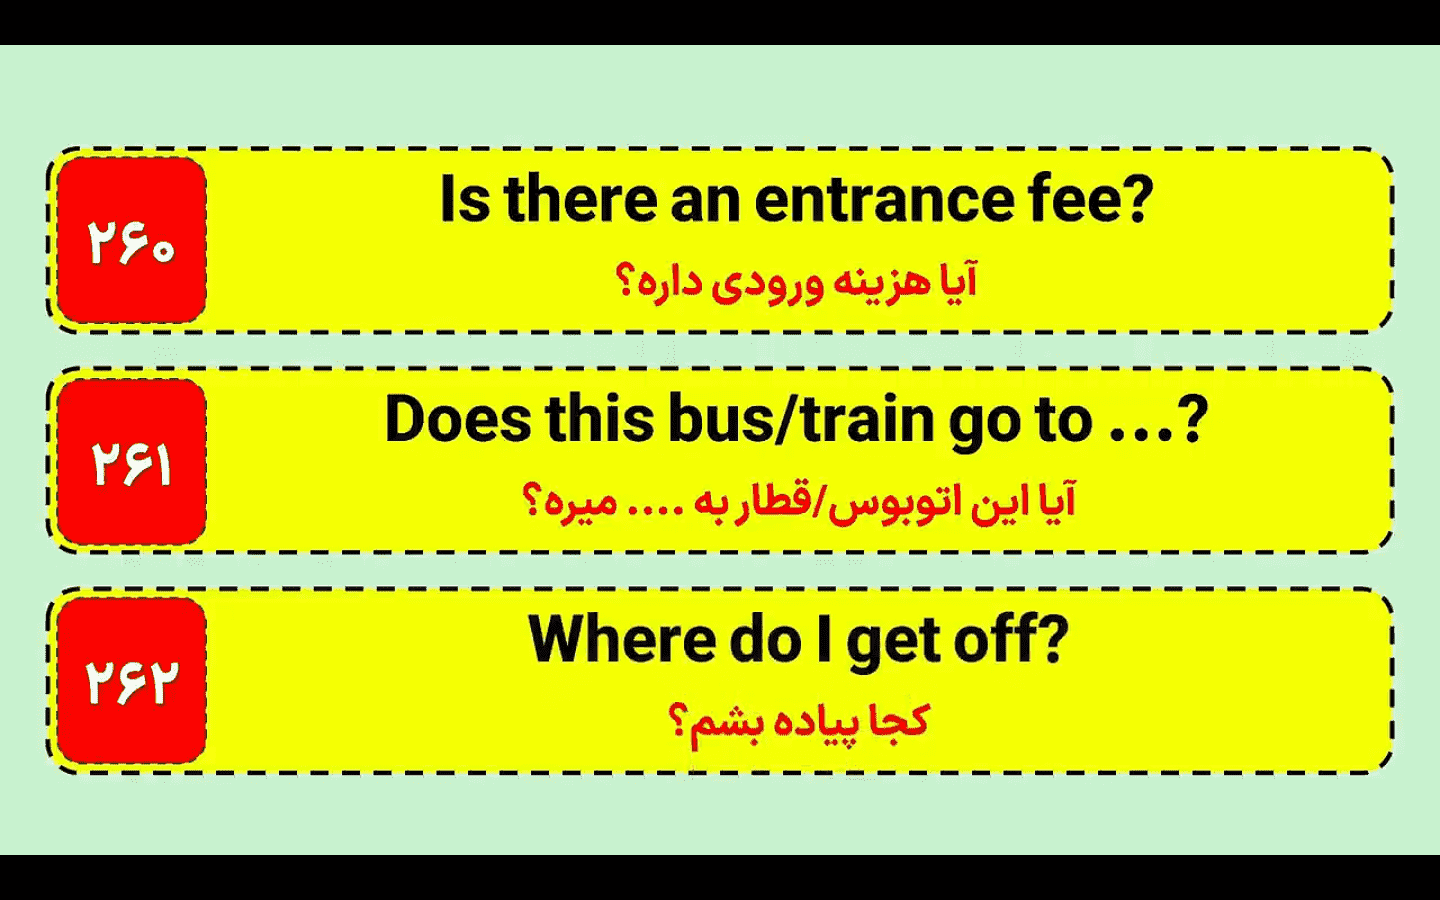 ۲۶۰
Is there an entrance fee?
آیا هزینه ورودی داره؟
۲۶۱
Does this bus/train go to ...?
آیا این اتوبوس/قطار به .... میره؟
۲۶۲
Where do I get off?
کجا پیاده بشم؟